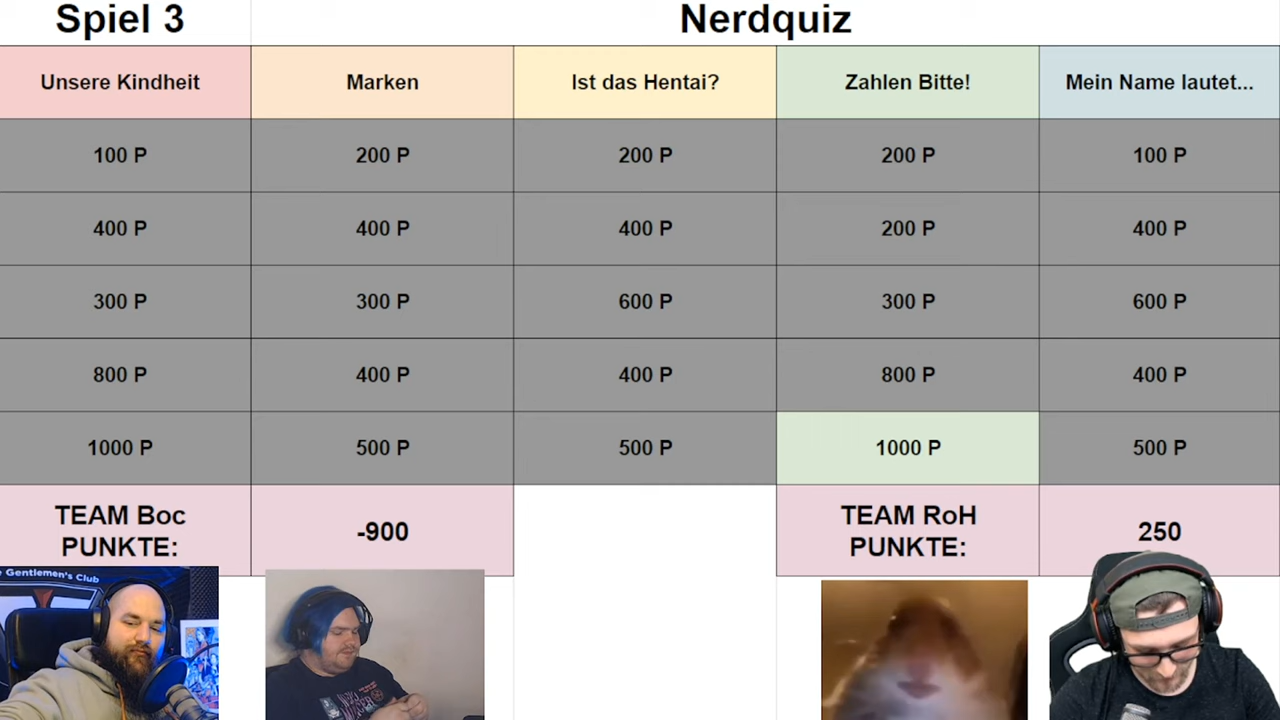 Spiel 3 Nerdquiz
Unsere Kindheit Marken Ist das Hentai? Zahlen Bitte! Mein Name lautet...
100 P 200 P 200 P 200 P 100 P
400 P 400 P 400 P 200 P 400 P
300 P 300 P 600 P 300 P 600 P
800 P 400 P 400 P 800 P 400 P
1000 P 500 P 500 P 1000 P 500 P
TEAM Boc
PUNKTE:
-900
TEAM RoH
PUNKTE:
250
Gentlemen's Club